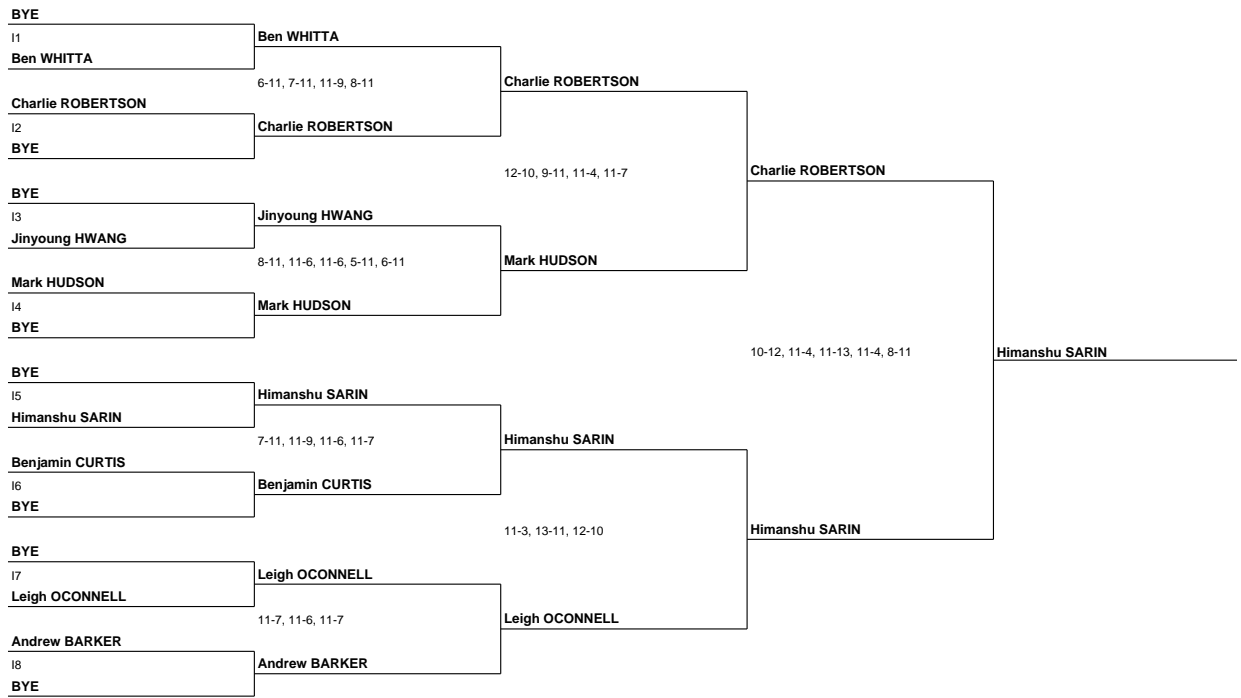 BYE
I1
Ben WHITTA
Charlie ROBERTSON
I2
BYE
BYE
I3
Jinyoung HWANG
Mark HUDSON
I4
BYE
BYE
I5
Himanshu SARIN
Benjamin CURTIS
I6
BYE
BYE
I7
Leigh OCONNELL
Andrew BARKER
I8
BYE
Ben WHITTA
6-11, 7-11, 11-9, 8-11
Charlie ROBERTSON
Jinyoung HWANG
8-11, 11-6, 11-6, 5-11, 6-11
Mark HUDSON
Himanshu SARIN
7-11, 11-9, 11-6, 11-7
Benjamin CURTIS
Leigh OCONNELL
11-7, 11-6, 11-7
Andrew BARKER
Charlie ROBERTSON
12-10, 9-11, 11-4, 11-7
Mark HUDSON
Himanshu SARIN
11-3, 13-11, 12-10
Leigh OCONNELL
Charlie ROBERTSON
10-12, 11-4, 11-13, 11-4, 8-11
Himanshu SARIN
Himanshu SARIN